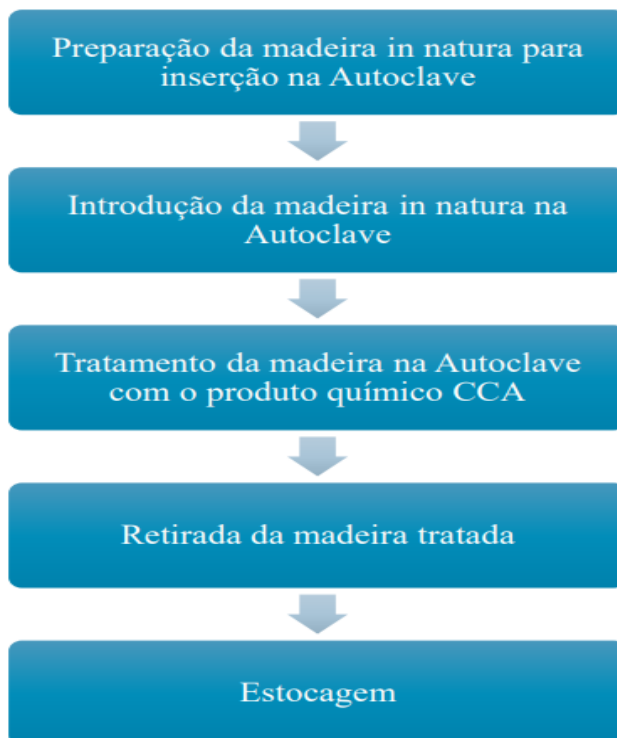 Preparação da madeira in natura para
inserção na Autoclave
Introdução da madeira in natura na
Autoclave
Tratamento da madeira na Autoclave
com o produto químico CCA
Retirada da madeira tratada
Estocagem